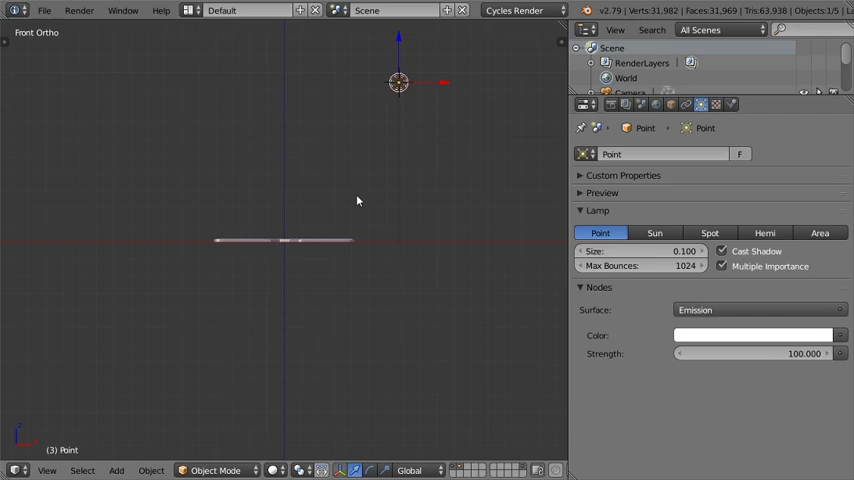 File Render Window Help Default Scene Cycles Render v2.79 | Verts:31,982 | Faces:31,969 | Tris:63,938 | Objects:1/5 |
Front Ortho
View Search All Scenes
Scene
RenderLayers
World
Camera
Point Point
Point F
Custom Properties
Preview
Lamp
Point Sun Spot Hemi Area
Size: 0.100 Cast Shadow
Max Bounces: 1024 Multiple Importance
Nodes
Surface: Emission
Color:
Strength: 100.000
z
(3) Point
View Select Add Object Object Mode Global